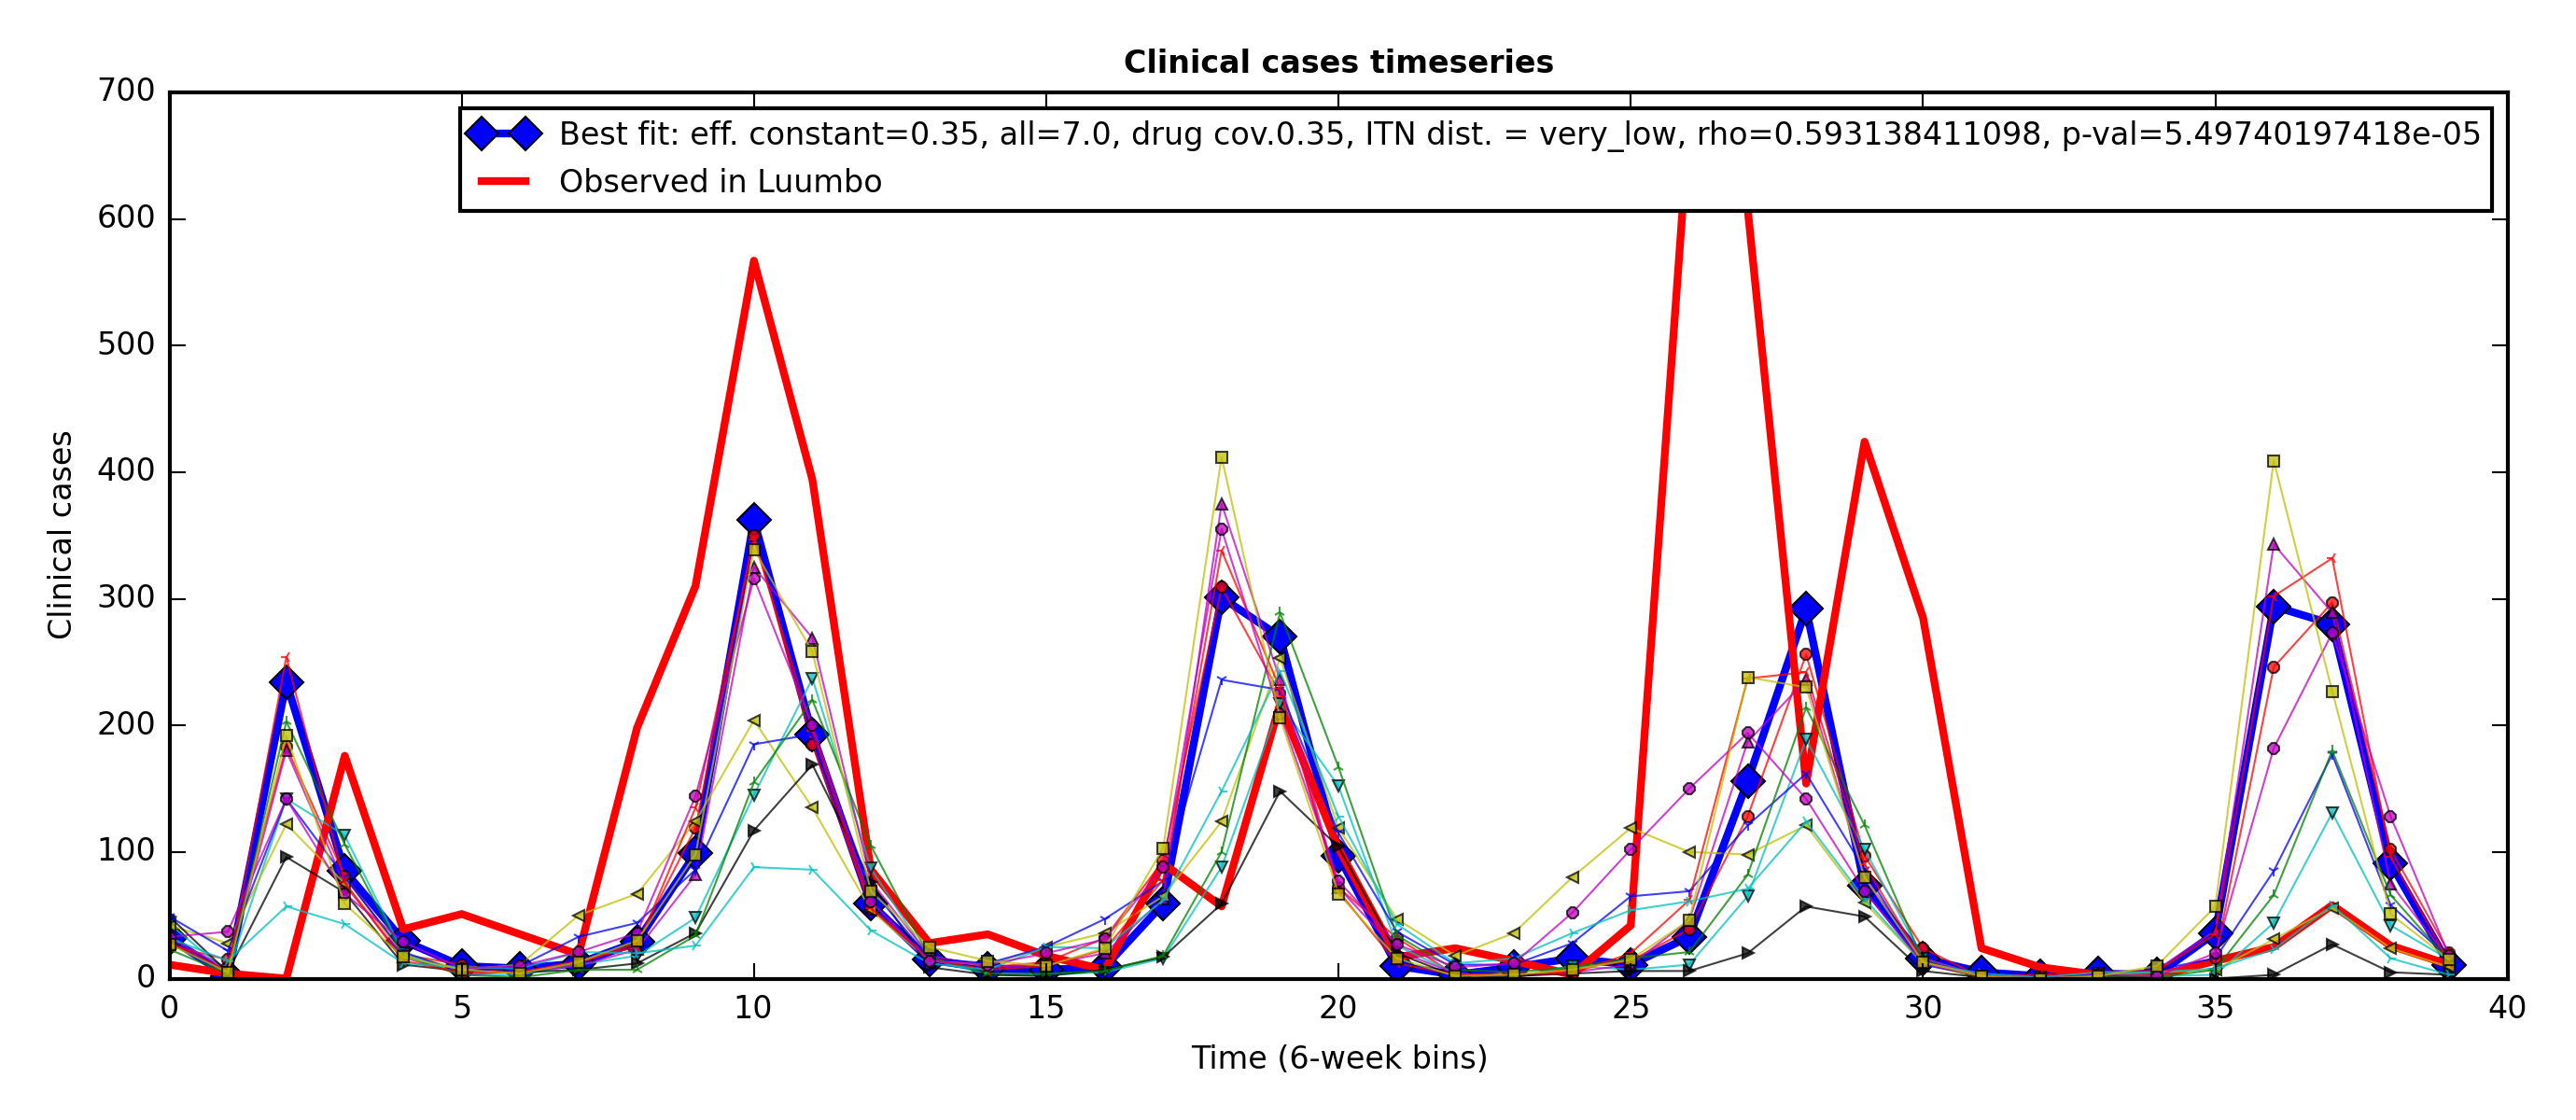 Clinical cases timeseries
700
600
500
400
300
200
100
0
Clinical cases
Best fit: eff. constant=0.35, all=7.0, drug cov.0.35, ITN dist. = very_low, rho=0.593138411098, p-val=5.49740197418e-05
Observed in Luumbo
0 5 10 15 20 25 30 35 40
Time (6-week bins)